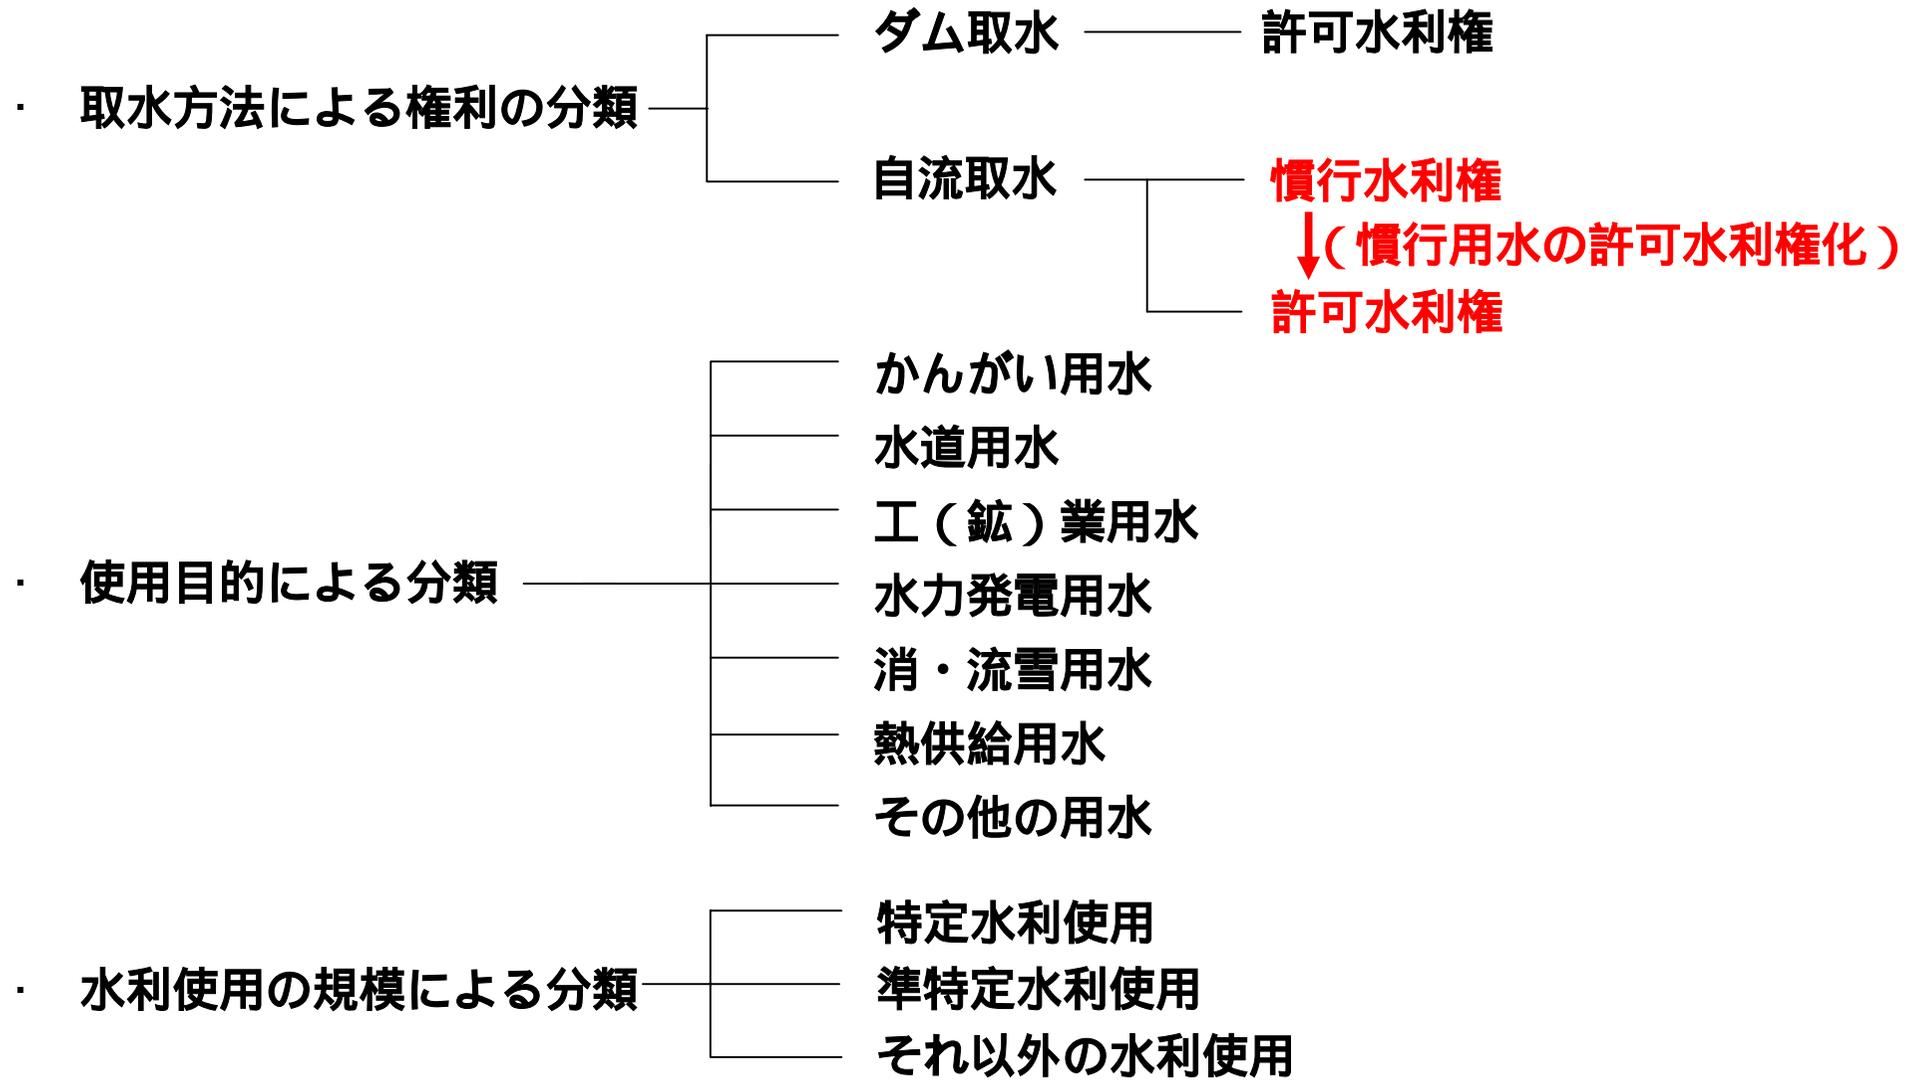 ダム取水 許可水利権
・ 取水方法による権利の分類
自流取水 慣行水利権
（慣行用水の許可水利権化）
許可水利権
かんがい用水
水道用水
工（鉱）業用水
・ 使用目的による分類 水力発電用水
消・流雪用水
熱供給用水
その他の用水
特定水利使用
・ 水利使用の規模による分類 準特定水利使用
それ以外の水利使用